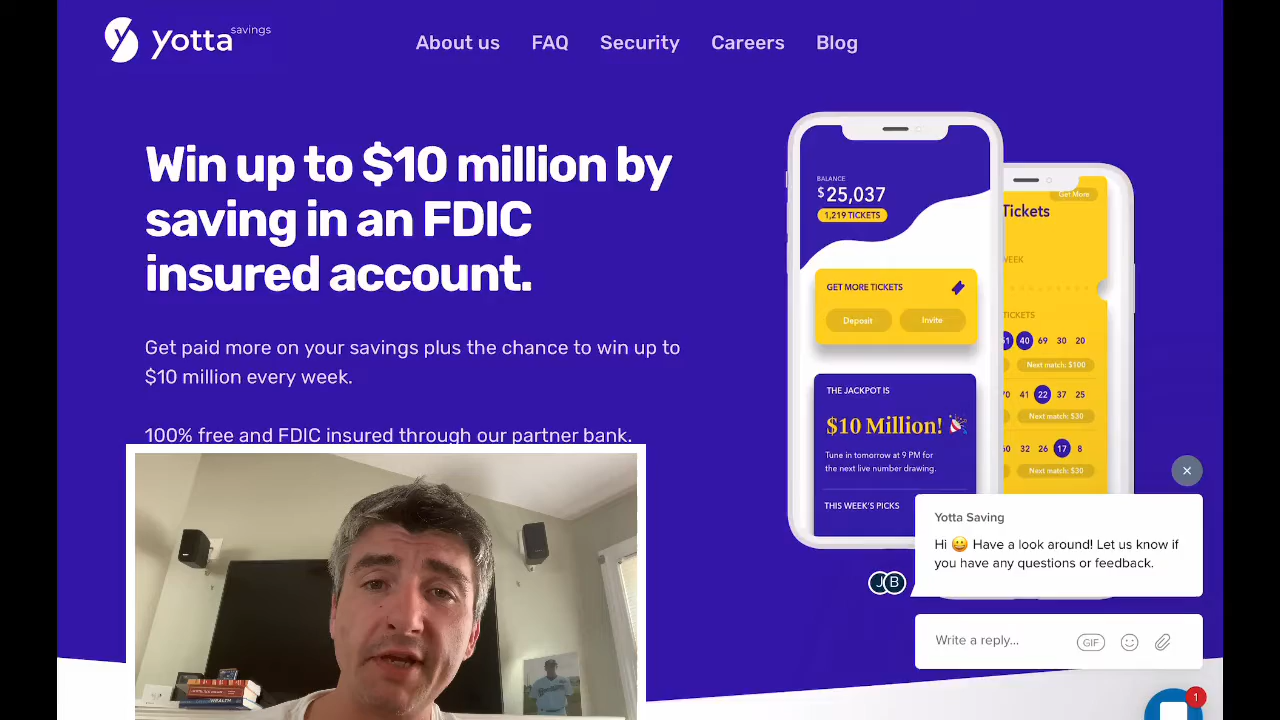 yotta savings
About us FAQ Security Careers Blog
Win up to $10 million by
saving in an FDIC
insured account.
Get paid more on your savings plus the chance to win up to
$10 million every week.
100% free and FDIC insured through our partner bank.
BALANCE
$25,037
1,219 TICKETS
GET MORE TICKETS
Deposit Invite
THE JACKPOT IS
$10 Million! 🎉
Tune in tomorrow at 9 PM for
the next live number drawing.
THIS WEEK'S PICKS
Get More
Tickets
WEEK
TICKETS
51 40 69 30 20
Next match: $100
70 41 22 37 25
Next match: $30
60 32 26 17 8
Next match: $30
J B
Yotta Saving
Hi 😀 Have a look around! Let us know if
you have any questions or feedback.
Write a reply...
GIF
1
WEALTH